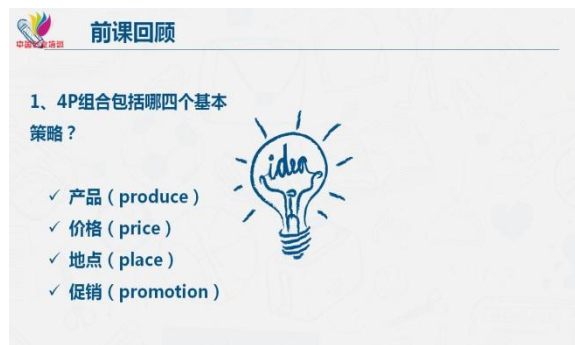 前课回顾
1、4P组合包括哪四个基本
策略？
idea
✓ 产品（produce）
✓ 价格（price）
✓ 地点（place）
✓ 促销（promotion）